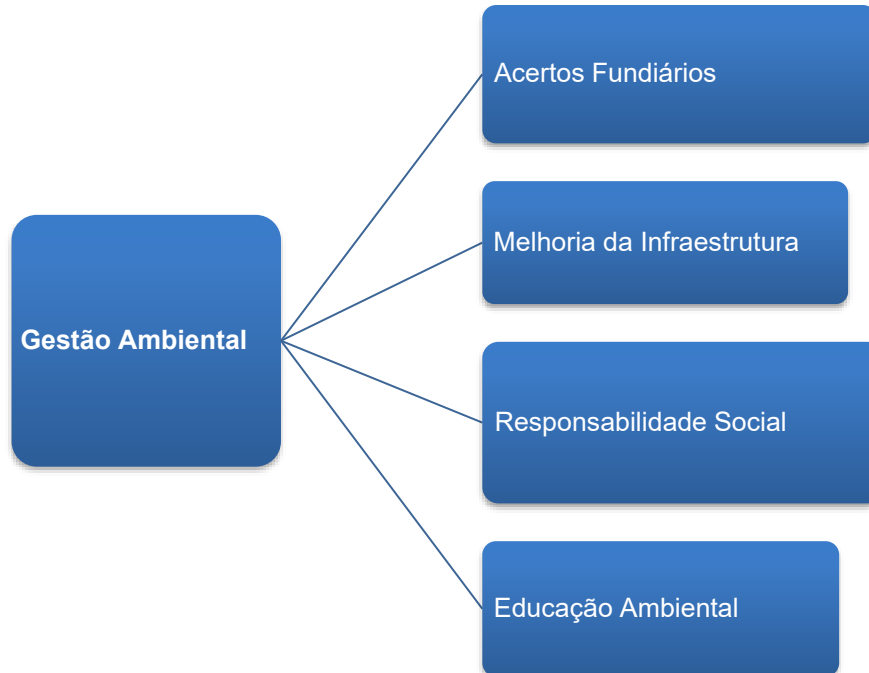 Acertos Fundiários
Melhoria da Infraestrutura
Gestão Ambiental
Responsabilidade Social
Educação Ambiental